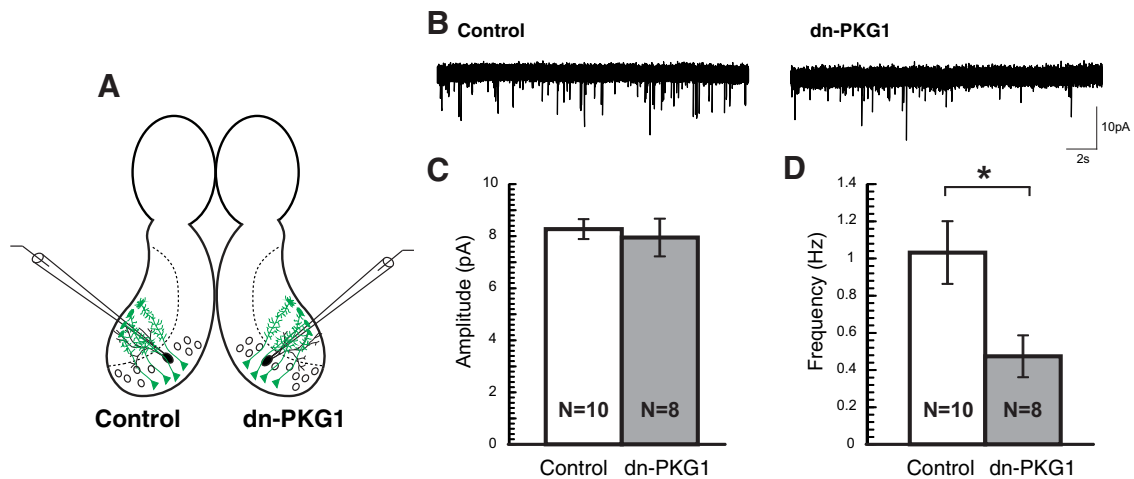 A
Control
dn-PKG1
B
Control
dn-PKG1
10pA
2s
C
10
8
6
4
2
0
Amplitude (pA)
N=10
N=8
Control
dn-PKG1
D
*
1.4
1.2
1
0.8
0.6
0.4
0.2
0
Frequency (Hz)
N=10
N=8
Control
dn-PKG1